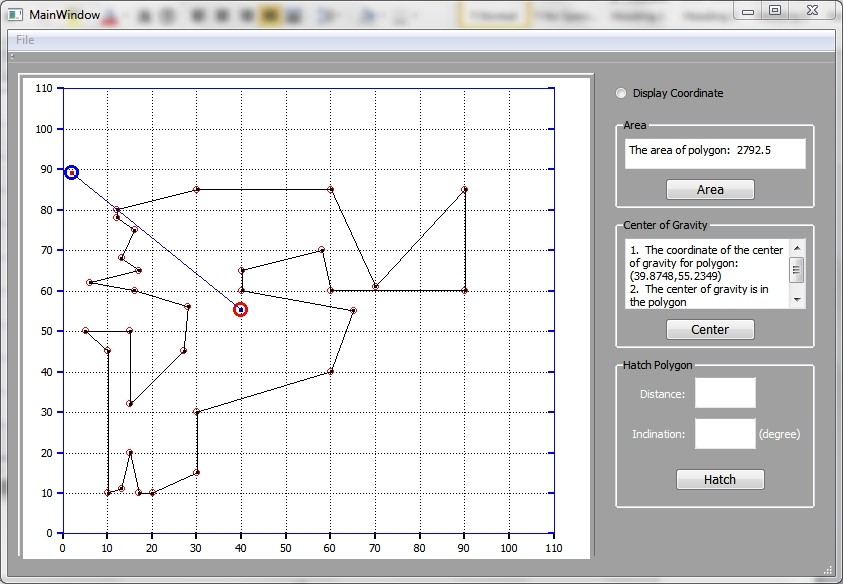 MainWindow
File
110
100
90
80
70
60
50
40
30
20
10
0
0 10 20 30 40 50 60 70 80 90 100 110
Display Coordinate
Area
The area of polygon: 2792.5
Area
Center of Gravity
1. The coordinate of the center
of gravity for polygon:
(39.8748,55.2349)
2. The center of gravity is in
the polygon
Center
Hatch Polygon
Distance:
Inclination: (degree)
Hatch